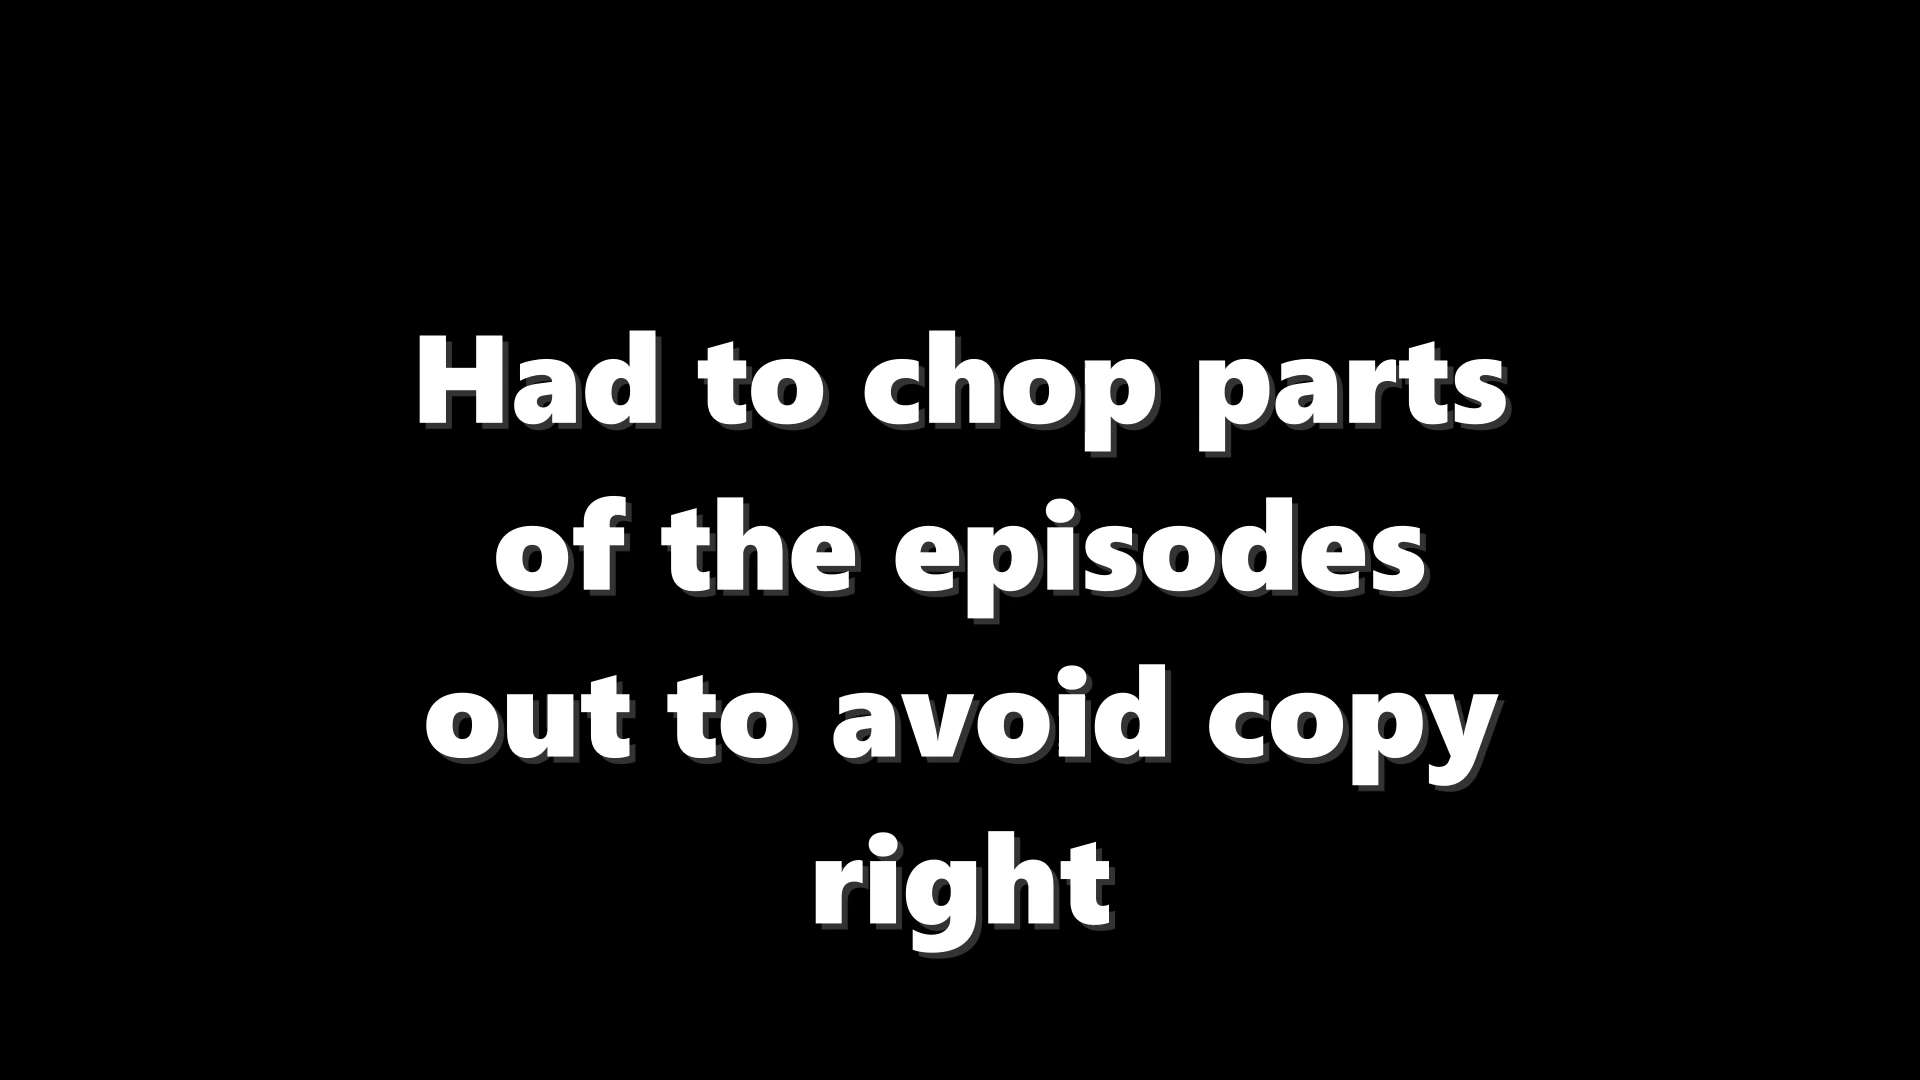 Had to chop parts
of the episodes
out to avoid copy
right